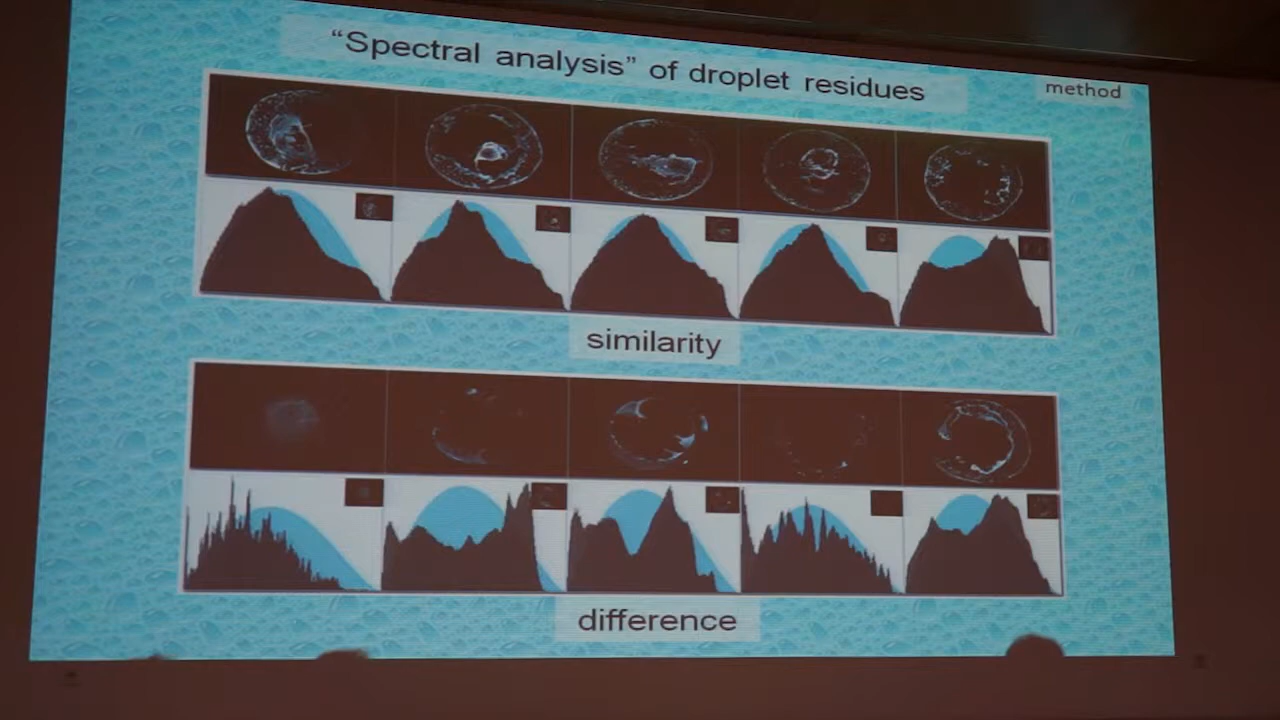 “Spectral analysis” of droplet residues
method
similarity
difference